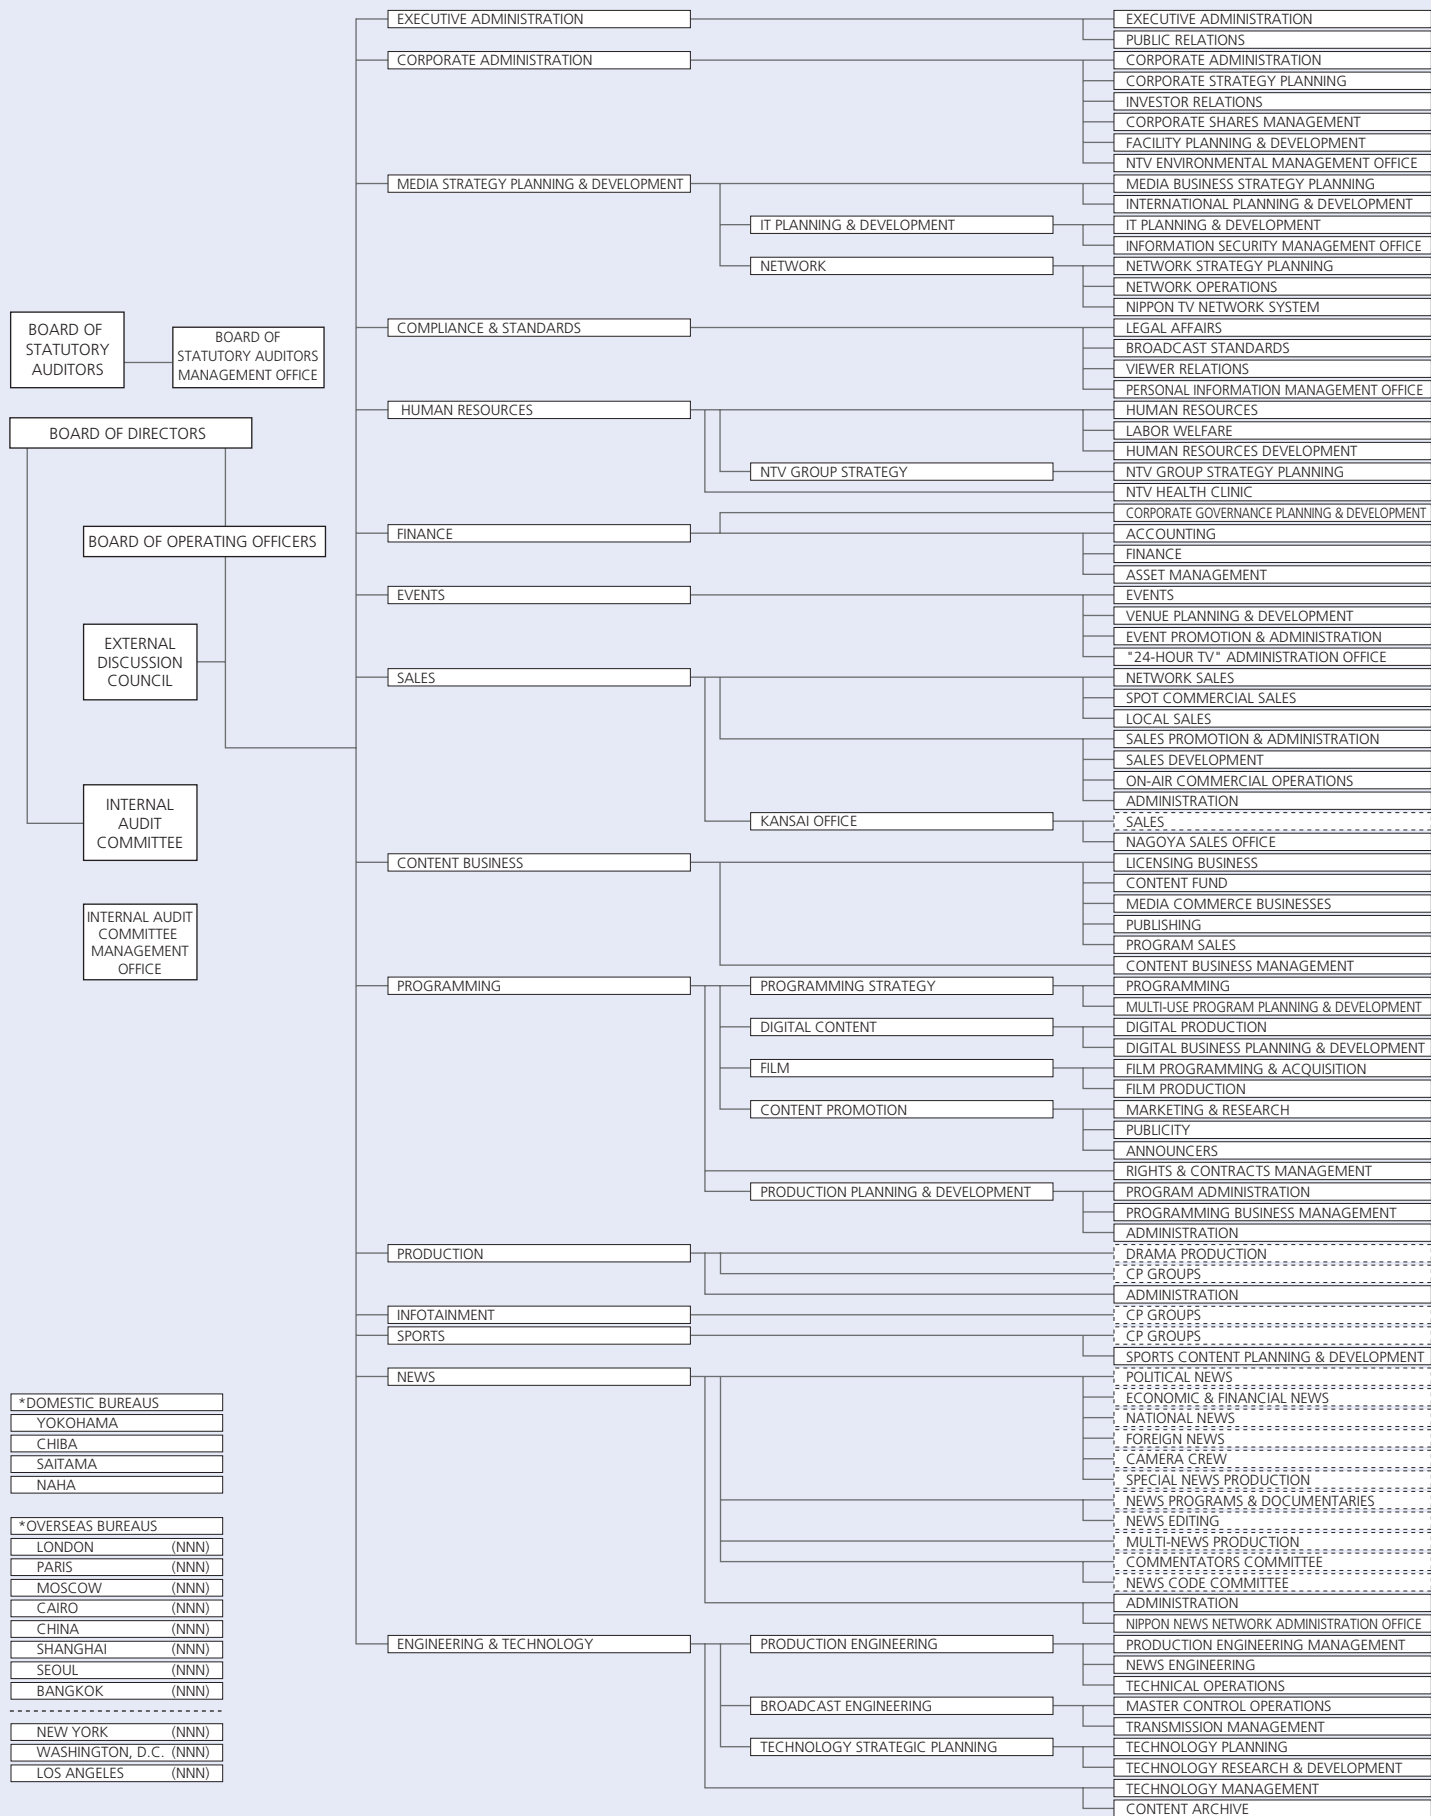 BOARD OF
STATUTORY
AUDITORS
BOARD OF
STATUTORY AUDITORS
MANAGEMENT OFFICE
BOARD OF DIRECTORS
BOARD OF OPERATING OFFICERS
EXTERNAL
DISCUSSION
COUNCIL
INTERNAL
AUDIT
COMMITTEE
INTERNAL AUDIT
COMMITTEE
MANAGEMENT
OFFICE
*DOMESTIC BUREAUS
YOKOHAMA
CHIBA
SAITAMA
NAHA
*OVERSEAS BUREAUS
LONDON (NNN)
PARIS (NNN)
MOSCOW (NNN)
CAIRO (NNN)
CHINA (NNN)
SHANGHAI (NNN)
SEOUL (NNN)
BANGKOK (NNN)
NEW YORK (NNN)
WASHINGTON, D.C. (NNN)
LOS ANGELES (NNN)
EXECUTIVE ADMINISTRATION
EXECUTIVE ADMINISTRATION
PUBLIC RELATIONS
CORPORATE ADMINISTRATION
CORPORATE ADMINISTRATION
CORPORATE STRATEGY PLANNING
INVESTOR RELATIONS
CORPORATE SHARES MANAGEMENT
FACILITY PLANNING & DEVELOPMENT
NTV ENVIRONMENTAL MANAGEMENT OFFICE
MEDIA STRATEGY PLANNING & DEVELOPMENT
MEDIA BUSINESS STRATEGY PLANNING
INTERNATIONAL PLANNING & DEVELOPMENT
IT PLANNING & DEVELOPMENT
IT PLANNING & DEVELOPMENT
INFORMATION SECURITY MANAGEMENT OFFICE
NETWORK
NETWORK STRATEGY PLANNING
NETWORK OPERATIONS
NIPPON TV NETWORK SYSTEM
COMPLIANCE & STANDARDS
LEGAL AFFAIRS
BROADCAST STANDARDS
VIEWER RELATIONS
PERSONAL INFORMATION MANAGEMENT OFFICE
HUMAN RESOURCES
HUMAN RESOURCES
LABOR WELFARE
HUMAN RESOURCES DEVELOPMENT
NTV GROUP STRATEGY
NTV GROUP STRATEGY PLANNING
NTV HEALTH CLINIC
CORPORATE GOVERNANCE PLANNING & DEVELOPMENT
FINANCE
ACCOUNTING
FINANCE
ASSET MANAGEMENT
EVENTS
EVENTS
VENUE PLANNING & DEVELOPMENT
EVENT PROMOTION & ADMINISTRATION
"24-HOUR TV" ADMINISTRATION OFFICE
SALES
NETWORK SALES
SPOT COMMERCIAL SALES
LOCAL SALES
SALES PROMOTION & ADMINISTRATION
SALES DEVELOPMENT
ON-AIR COMMERCIAL OPERATIONS
ADMINISTRATION
KANSAI OFFICE
SALES
NAGOYA SALES OFFICE
CONTENT BUSINESS
LICENSING BUSINESS
CONTENT FUND
MEDIA COMMERCE BUSINESSES
PUBLISHING
PROGRAM SALES
CONTENT BUSINESS MANAGEMENT
PROGRAMMING
PROGRAMMING STRATEGY
PROGRAMMING
MULTI-USE PROGRAM PLANNING & DEVELOPMENT
DIGITAL CONTENT
DIGITAL PRODUCTION
DIGITAL BUSINESS PLANNING & DEVELOPMENT
FILM
FILM PROGRAMMING & ACQUISITION
FILM PRODUCTION
CONTENT PROMOTION
MARKETING & RESEARCH
PUBLICITY
ANNOUNCERS
RIGHTS & CONTRACTS MANAGEMENT
PRODUCTION PLANNING & DEVELOPMENT
PROGRAM ADMINISTRATION
PROGRAMMING BUSINESS MANAGEMENT
ADMINISTRATION
PRODUCTION
DRAMA PRODUCTION
CP GROUPS
ADMINISTRATION
INFOTAINMENT
CP GROUPS
SPORTS
CP GROUPS
SPORTS CONTENT PLANNING & DEVELOPMENT
NEWS
POLITICAL NEWS
ECONOMIC & FINANCIAL NEWS
NATIONAL NEWS
FOREIGN NEWS
CAMERA CREW
SPECIAL NEWS PRODUCTION
NEWS PROGRAMS & DOCUMENTARIES
NEWS EDITING
MULTI-NEWS PRODUCTION
COMMENTATORS COMMITTEE
NEWS CODE COMMITTEE
ADMINISTRATION
NIPPON NEWS NETWORK ADMINISTRATION OFFICE
ENGINEERING & TECHNOLOGY
PRODUCTION ENGINEERING
PRODUCTION ENGINEERING MANAGEMENT
NEWS ENGINEERING
TECHNICAL OPERATIONS
BROADCAST ENGINEERING
MASTER CONTROL OPERATIONS
TRANSMISSION MANAGEMENT
TECHNOLOGY STRATEGIC PLANNING
TECHNOLOGY PLANNING
TECHNOLOGY RESEARCH & DEVELOPMENT
TECHNOLOGY MANAGEMENT
CONTENT ARCHIVE